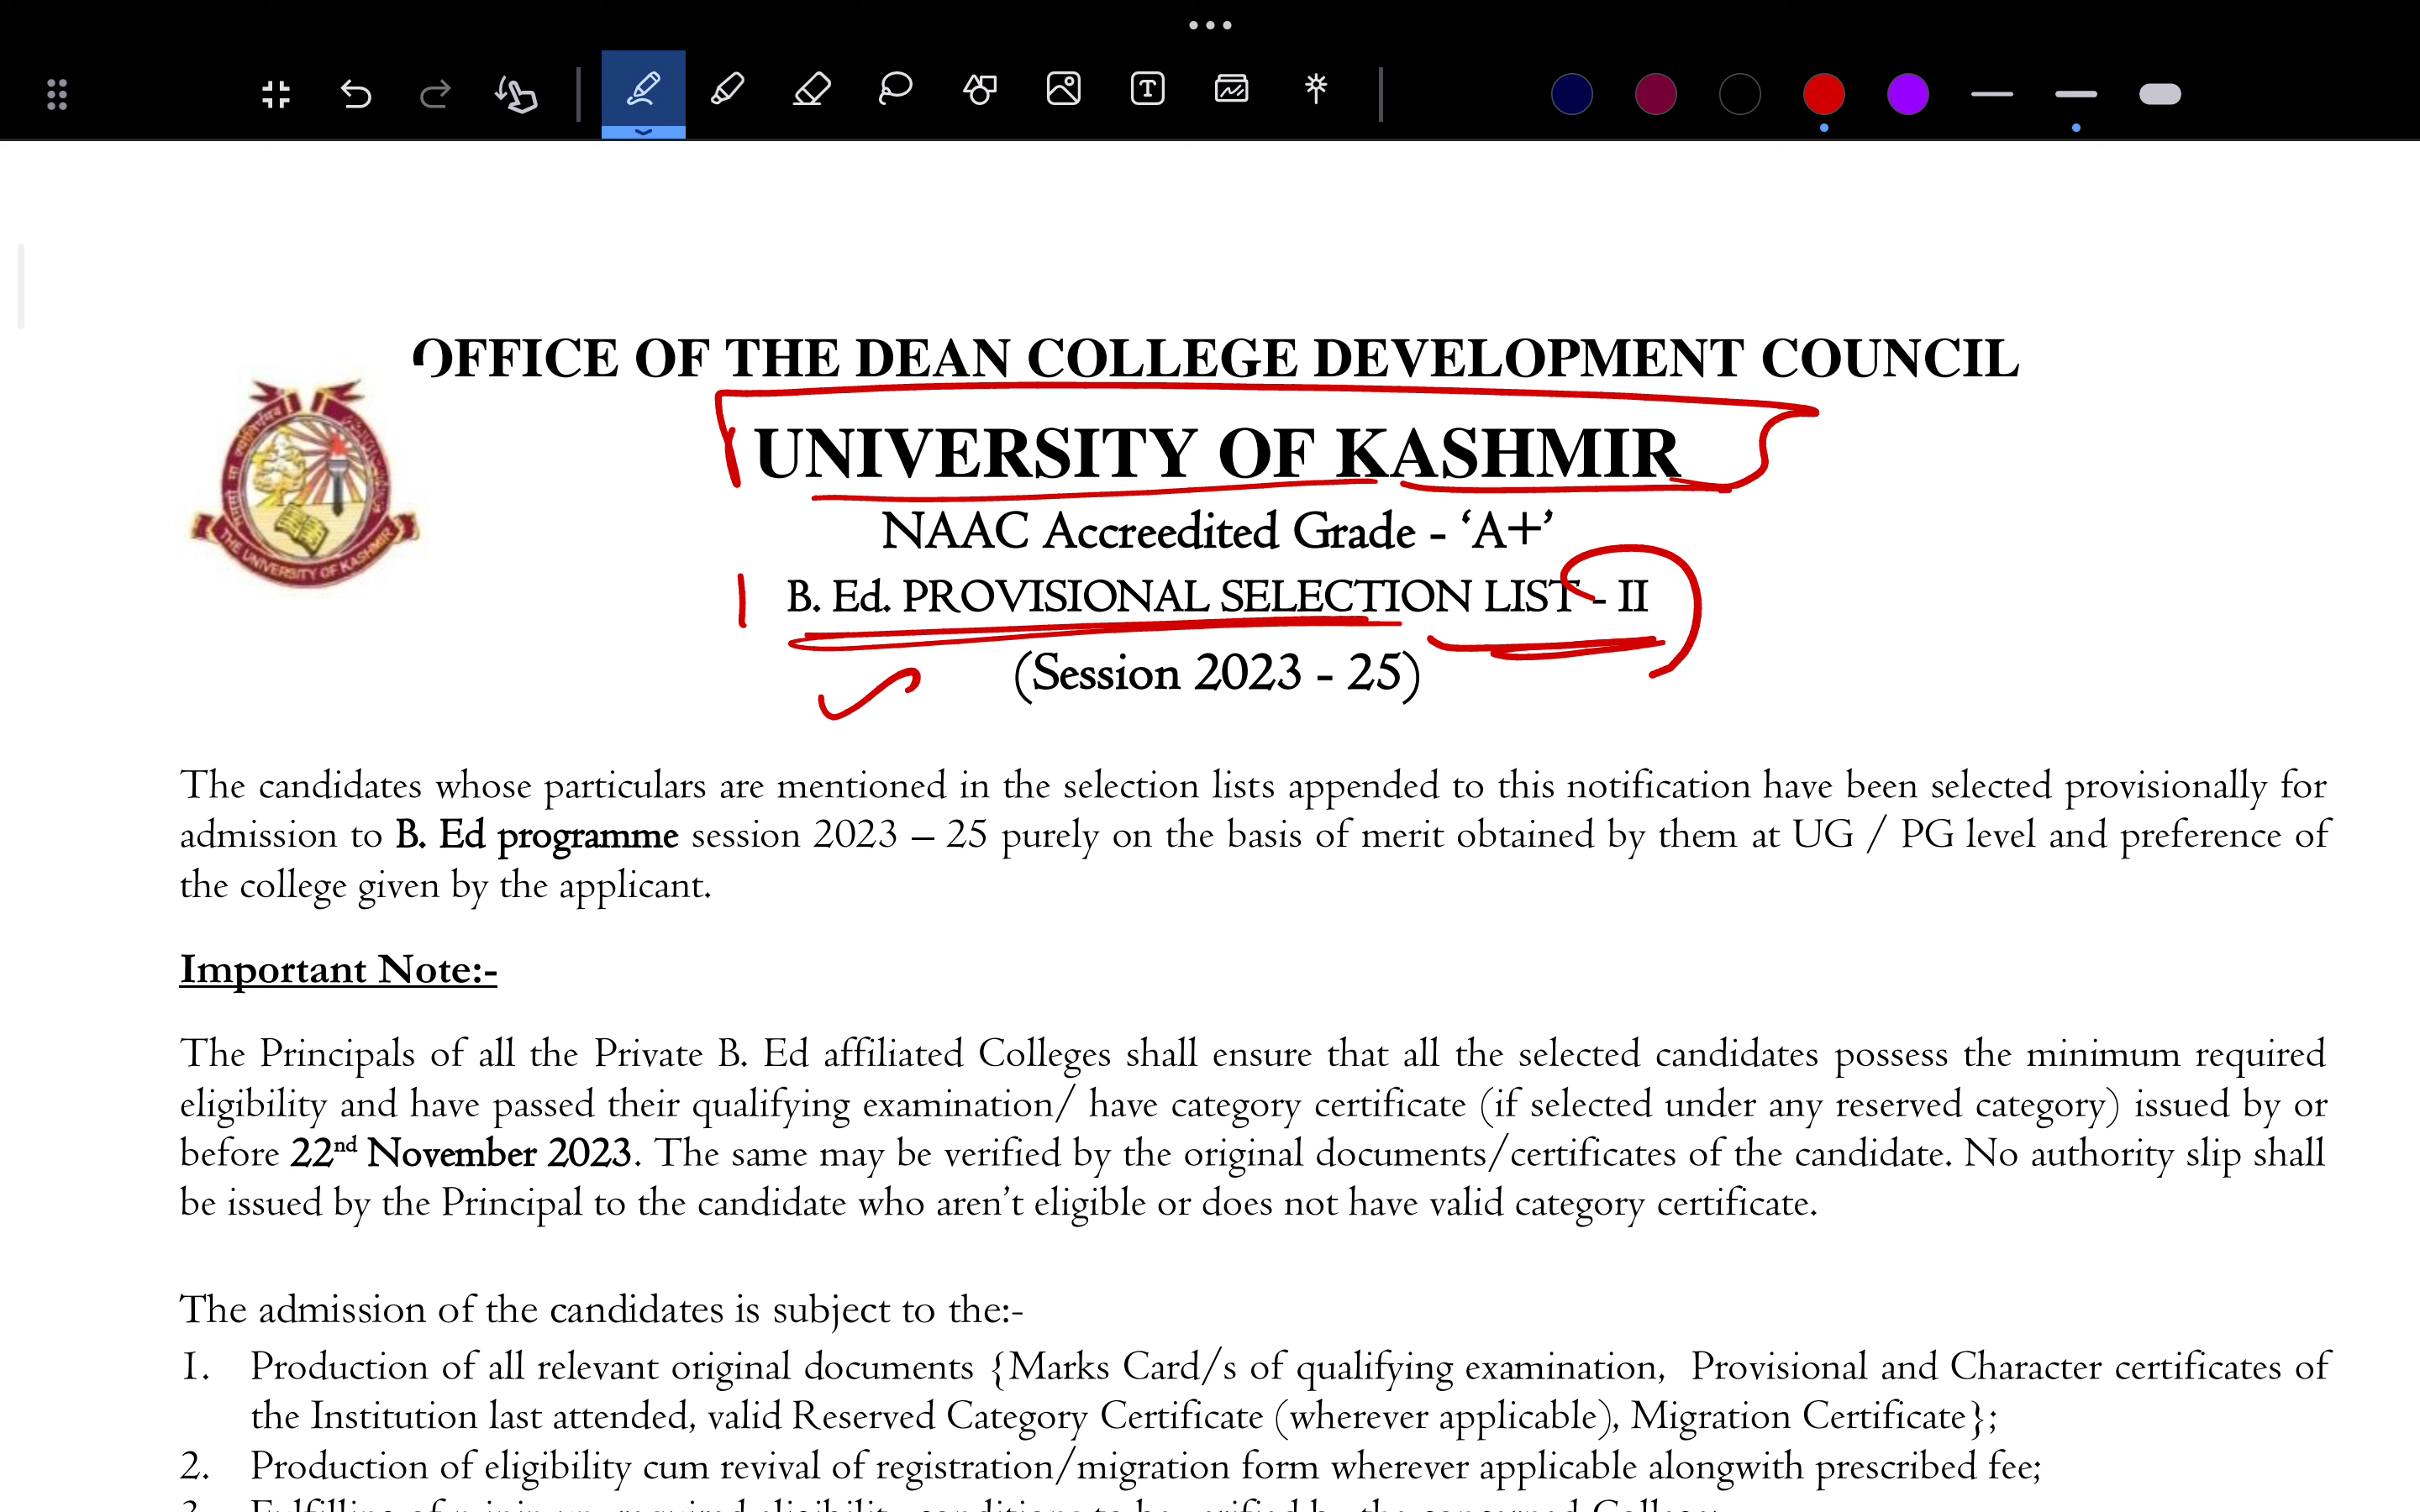 OFFICE OF THE DEAN COLLEGE DEVELOPMENT COUNCIL
UNIVERSITY OF KASHMIR
NAAC Accreedited Grade - ‘A+’
B. Ed. PROVISIONAL SELECTION LIST - II
(Session 2023 - 25)
THE UNIVERSITY OF KASHMIR
The candidates whose particulars are mentioned in the selection lists appended to this notification have been selected provisionally for
admission to B. Ed programme session 2023 – 25 purely on the basis of merit obtained by them at UG / PG level and preference of
the college given by the applicant.
Important Note:-
The Principals of all the Private B. Ed affiliated Colleges shall ensure that all the selected candidates possess the minimum required
eligibility and have passed their qualifying examination/ have category certificate (if selected under any reserved category) issued by or
before 22nd November 2023. The same may be verified by the original documents/certificates of the candidate. No authority slip shall
be issued by the Principal to the candidate who aren’t eligible or does not have valid category certificate.
The admission of the candidates is subject to the:-
1. Production of all relevant original documents {Marks Card/s of qualifying examination, Provisional and Character certificates of
the Institution last attended, valid Reserved Category Certificate (wherever applicable), Migration Certificate};
2. Production of eligibility cum revival of registration/migration form wherever applicable alongwith prescribed fee;